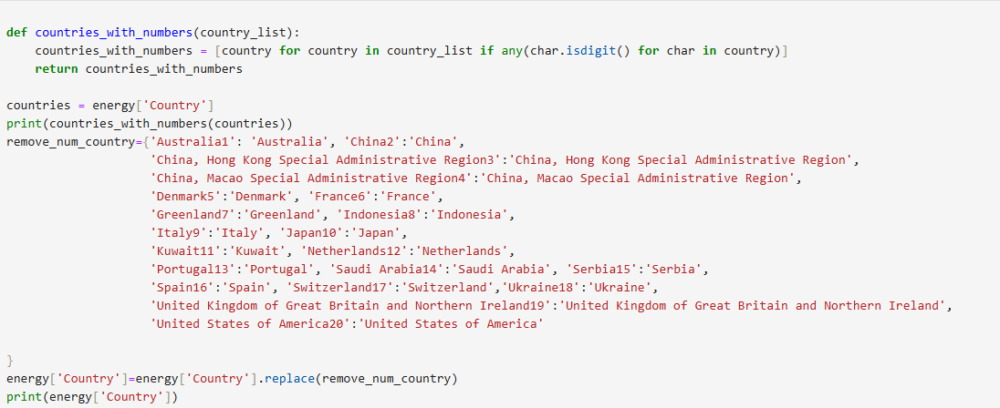 def countries_with_numbers(country_list):
    countries_with_numbers = [country for country in country_list if any(char.isdigit() for char in country)]
    return countries_with_numbers
countries = energy['Country']
print(countries_with_numbers(countries))
remove_num_country={'Australia1': 'Australia', 'China2':'China',
                    'China, Hong Kong Special Administrative Region3':'China, Hong Kong Special Administrative Region',
                    'China, Macao Special Administrative Region4':'China, Macao Special Administrative Region',
                    'Denmark5':'Denmark', 'France6':'France',
                    'Greenland7':'Greenland', 'Indonesia8':'Indonesia',
                    'Italy9':'Italy', 'Japan10':'Japan',
                    'Kuwait11':'Kuwait', 'Netherlands12':'Netherlands',
                    'Portugal13':'Portugal', 'Saudi Arabia14':'Saudi Arabia', 'Serbia15':'Serbia',
                    'Spain16':'Spain', 'Switzerland17':'Switzerland','Ukraine18':'Ukraine',
                    'United Kingdom of Great Britain and Northern Ireland19':'United Kingdom of Great Britain and Northern Ireland',
                    'United States of America20':'United States of America'
}
energy['Country']=energy['Country'].replace(remove_num_country)
print(energy['Country'])